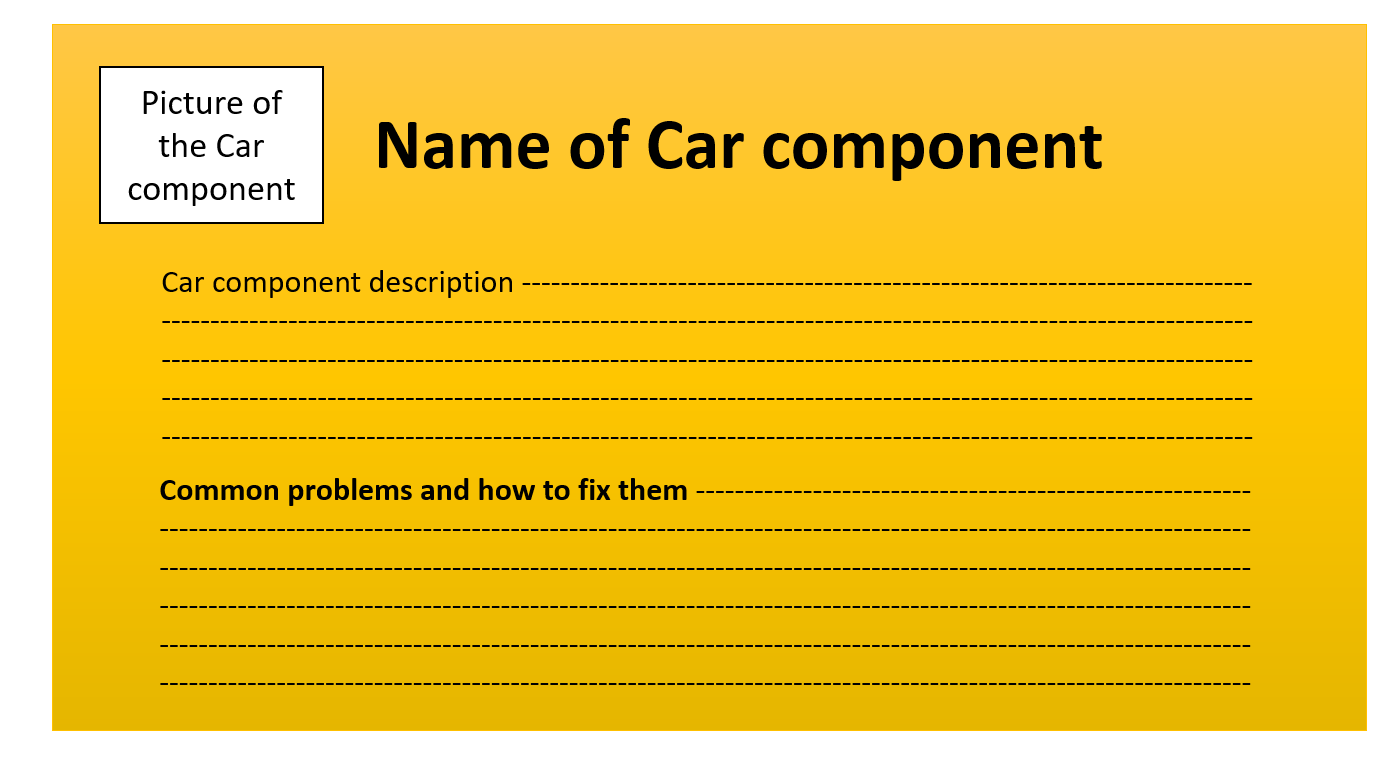 Picture of
the Car
component
Name of Car component
Car component description ---------------------------------------------------------------------------
----------------------------------------------------------------------------------------------------------------
----------------------------------------------------------------------------------------------------------------
----------------------------------------------------------------------------------------------------------------
----------------------------------------------------------------------------------------------------------------
Common problems and how to fix them ---------------------------------------------------------
----------------------------------------------------------------------------------------------------------------
----------------------------------------------------------------------------------------------------------------
----------------------------------------------------------------------------------------------------------------
----------------------------------------------------------------------------------------------------------------
----------------------------------------------------------------------------------------------------------------